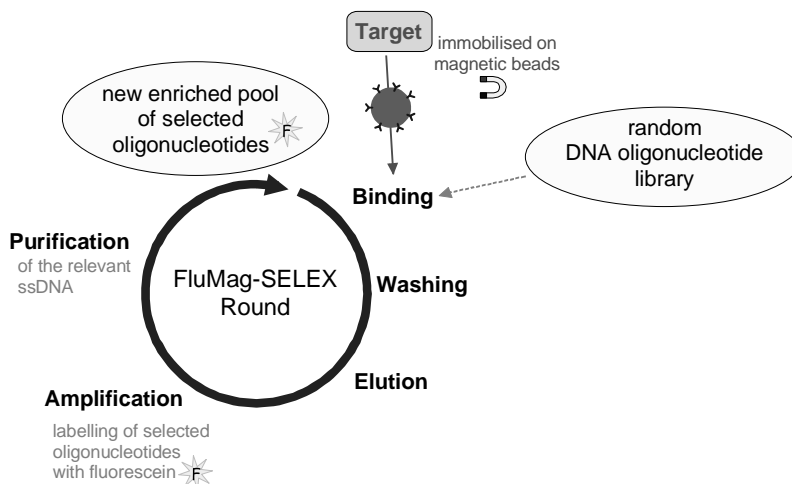 Target
immobilised on
magnetic beads
new enriched pool
of selected
oligonucleotides
F
random
DNA oligonucleotide
library
Binding
Purification
of the relevant
ssDNA
FluMag-SELEX
Round
Washing
Elution
Amplification
labelling of selected
oligonucleotides
with fluorescein
F